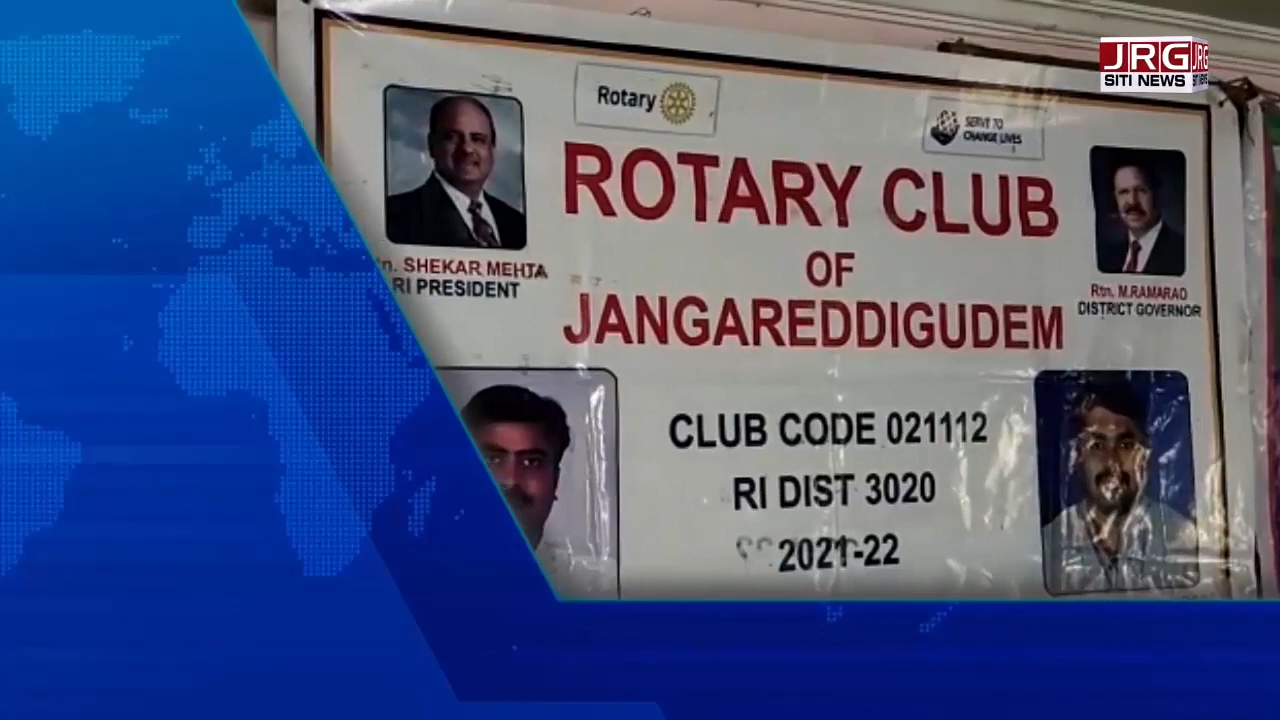 JRG
SITI NEWS
Rotary
SERVE TO
CHANGE LIVES
ROTARY CLUB
OF
JANGAREDDIGUDEM
n. SHEKAR MEHTA
RI PRESIDENT
Rtn. M.RAMARAO
DISTRICT GOVERNOR
CLUB CODE 021112
RI DIST 3020
2021-22